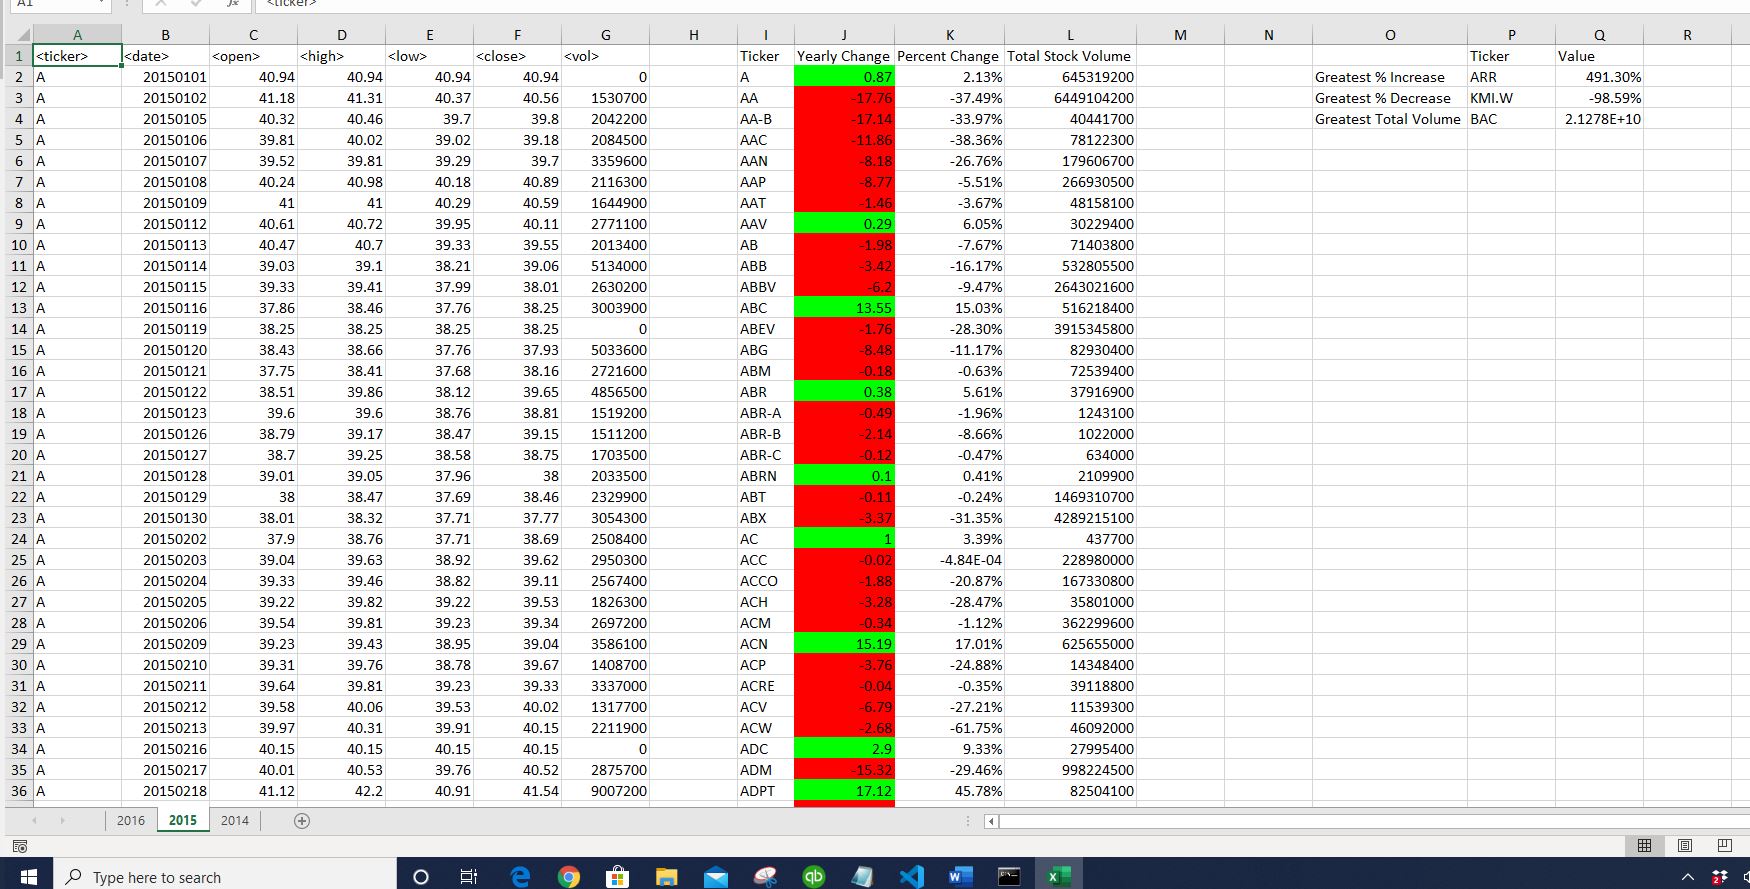 A1 fx <ticker>
A B C D E F G H I J K L M N O P Q R
1 <ticker> <date> <open> <high> <low> <close> <vol> Ticker Yearly Change Percent Change Total Stock Volume Ticker Value
2 A 20150101 40.94 40.94 40.94 40.94 0 A 0.87 2.13% 645319200 Greatest % Increase ARR 491.30%
3 A 20150102 41.18 41.31 40.37 40.56 1530700 AA -17.76 -37.49% 6449104200 Greatest % Decrease KMI.W -98.59%
4 A 20150105 40.32 40.46 39.7 39.8 2042200 AA-B -17.14 -33.97% 40441700 Greatest Total Volume BAC 2.1278E+10
5 A 20150106 39.81 40.02 39.02 39.18 2084500 AAC -11.86 -38.36% 78122300
6 A 20150107 39.52 39.81 39.29 39.7 3359600 AAN -8.18 -26.76% 179606700
7 A 20150108 40.24 40.98 40.18 40.89 2116300 AAP -8.77 -5.51% 266930500
8 A 20150109 41 41 40.29 40.59 1644900 AAT -1.46 -3.67% 48158100
9 A 20150112 40.61 40.72 39.95 40.11 2771100 AAV 0.29 6.05% 30229400
10 A 20150113 40.47 40.7 39.33 39.55 2013400 AB -1.98 -7.67% 71403800
11 A 20150114 39.03 39.1 38.21 39.06 5134000 ABB -3.42 -16.17% 532805500
12 A 20150115 39.33 39.41 37.99 38.01 2630200 ABBV -6.2 -9.47% 2643021600
13 A 20150116 37.86 38.46 37.76 38.25 3003900 ABC 13.55 15.03% 516218400
14 A 20150119 38.25 38.25 38.25 38.25 0 ABEV -1.76 -28.30% 3915345800
15 A 20150120 38.43 38.66 37.76 37.93 5033600 ABG -8.48 -11.17% 82930400
16 A 20150121 37.75 38.41 37.68 38.16 2721600 ABM -0.18 -0.63% 72539400
17 A 20150122 38.51 39.86 38.12 39.65 4856500 ABR 0.38 5.61% 37916900
18 A 20150123 39.6 39.6 38.76 38.81 1519200 ABR-A -0.49 -1.96% 1243100
19 A 20150126 38.79 39.17 38.47 39.15 1511200 ABR-B -2.14 -8.66% 1022000
20 A 20150127 38.7 39.25 38.58 38.75 1703500 ABR-C -0.12 -0.47% 634000
21 A 20150128 39.01 39.05 37.96 38 2033500 ABRN 0.1 0.41% 2109900
22 A 20150129 38 38.47 37.69 38.46 2329900 ABT -0.11 -0.24% 1469310700
23 A 20150130 38.01 38.32 37.71 37.77 3054300 ABX -3.37 -31.35% 4289215100
24 A 20150202 37.9 38.76 37.71 38.69 2508400 AC 1 3.39% 437700
25 A 20150203 39.04 39.63 38.92 39.62 2950300 ACC -0.02 -4.84E-04 228980000
26 A 20150204 39.33 39.46 38.82 39.11 2567400 ACCO -1.88 -20.87% 167330800
27 A 20150205 39.22 39.82 39.22 39.53 1826300 ACH -3.28 -28.47% 35801000
28 A 20150206 39.54 39.81 39.23 39.34 2697200 ACM -0.34 -1.12% 362299600
29 A 20150209 39.23 39.43 38.95 39.04 3586100 ACN 15.19 17.01% 625655000
30 A 20150210 39.31 39.76 38.78 39.67 1408700 ACP -3.76 -24.88% 14348400
31 A 20150211 39.64 39.81 39.23 39.33 3337000 ACRE -0.04 -0.35% 39118800
32 A 20150212 39.58 40.06 39.53 40.02 1317700 ACV -6.79 -27.21% 11539300
33 A 20150213 39.97 40.31 39.91 40.15 2211900 ACW -2.68 -61.75% 46092000
34 A 20150216 40.15 40.15 40.15 40.15 0 ADC 2.9 9.33% 27995400
35 A 20150217 40.01 40.53 39.76 40.52 2875700 ADM -15.32 -29.46% 998224500
36 A 20150218 41.12 42.2 40.91 41.54 9007200 ADPT 17.12 45.78% 82504100
2016 2015 2014
Type here to search